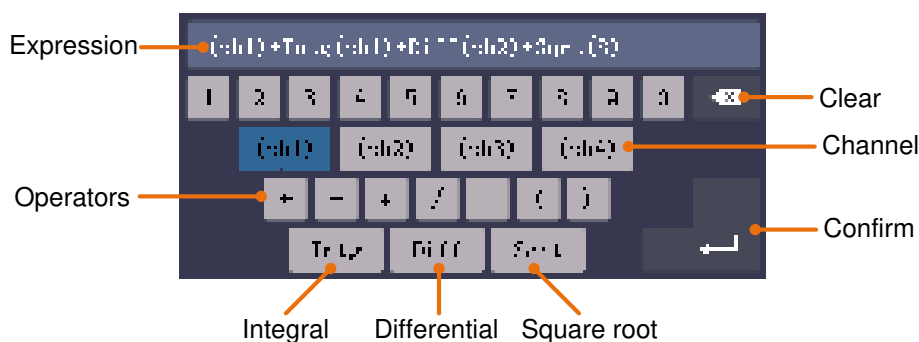 Expression
1 2 3 4 5 6 7 8 9 0
Clear
(ch1) (ch2) (ch3) (ch4)
Channel
Operators
+ - / ( )
Confirm
Diff
Integral Differential Square root